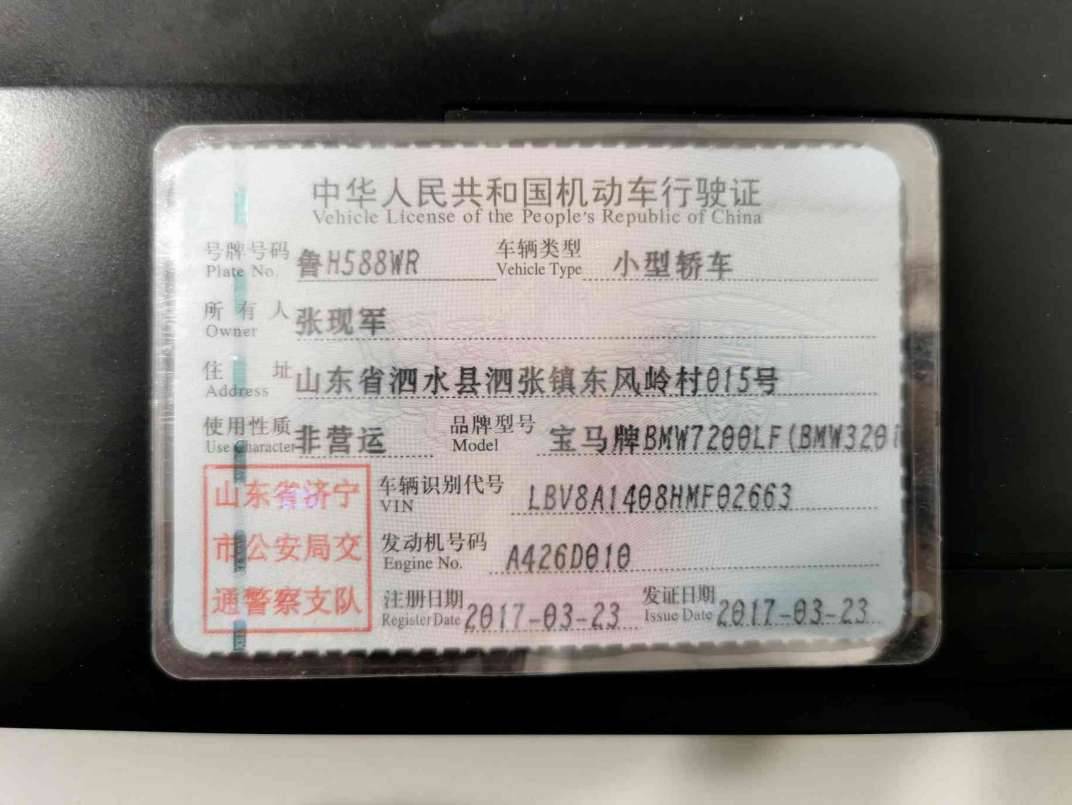 中华人民共和国机动车行驶证
Vehicle License of the People's Republic of China
号牌号码 鲁H588WR 车辆类型 小型轿车
Plate No. Vehicle Type
所有人 张现军
Owner
住址 山东省泗水县泗张镇东风岭村015号
Address
使用性质 非营运 品牌型号 宝马牌BMW7200LF(BMW320
Use Character Model
山东省济宁
市公安局交
通警察支队
车辆识别代号 LBV8A1408HMF02663
VIN
发动机号码 A426D010
Engine No.
注册日期 2017-03-23 发证日期 2017-03-23
Register Date Issue Date